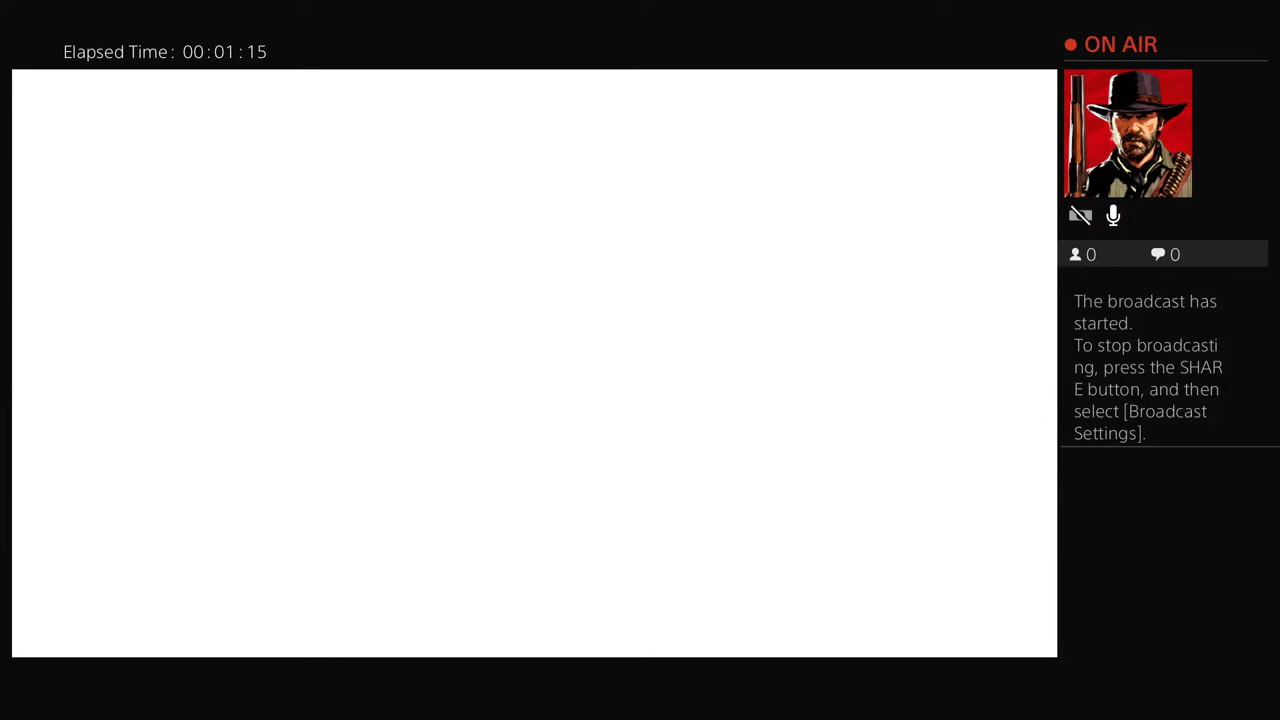 Elapsed Time: 00:01:15
ON AIR
0 0
The broadcast has
started.
To stop broadcasti
ng, press the SHAR
E button, and then
select [Broadcast
Settings].